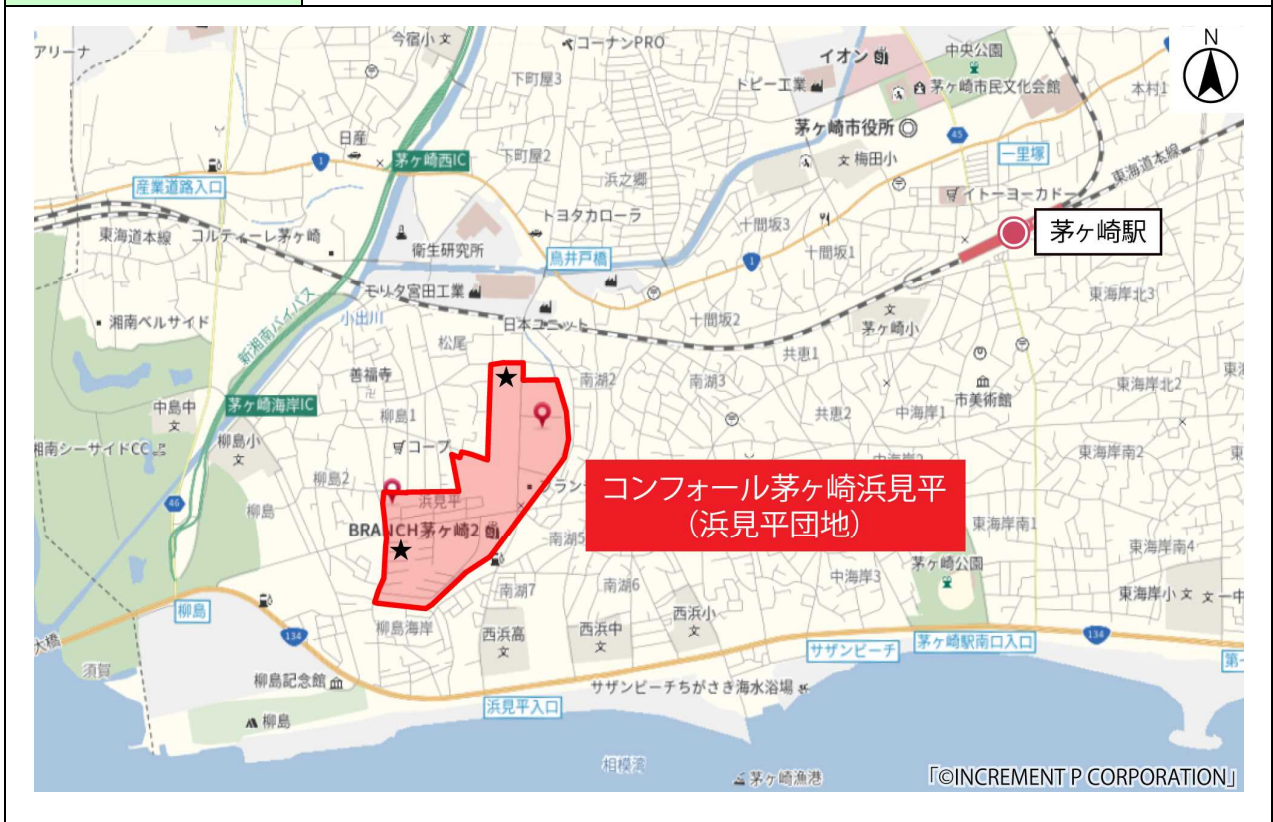 アリーナ
今宿小
コーナンPRO
イオン
中央公園
N
下町屋3
トピー工業
茅ヶ崎市民文化会館
本村1
日産
1
茅ヶ崎西IC
下町屋2
茅ヶ崎市役所
45
梅田小
一里塚
産業道路入口
浜之郷
イトーヨーカドー
東海道本線
東海道本線
コルティーレ茅ヶ崎
トヨタカローラ
十間坂3
茅ヶ崎駅
衛生研究所
鳥井戸橋
1
十間坂1
モリタ宮田工業
東海岸北3
新湘南バイパス
小出川
湘南ベルサイド
日本ユニット
十間坂2
茅ヶ崎小
松尾
共恵1
善福寺
南湖2
南湖3
東海岸北2
中島中
茅ヶ崎海岸IC
柳島1
市美術館
共恵2
中海岸1
湘南シーサイドCC
柳島小
コープ
東海岸南2
柳島2
コンフォール茅ヶ崎浜見平
(浜見平団地)
46
柳島
浜見平
BRANCH茅ヶ崎2
南湖5
東海岸南1
東海岸南4
中海岸3
茅ヶ崎公園
南湖7
南湖6
東海岸小
柳島
134
柳島海岸
西浜高
西浜中
西浜小
サザンビーチ
茅ヶ崎駅南口入口
134
須賀
柳島記念館
サザンビーチちがさき海水浴場
浜見平入口
柳島
相模湾
茅ヶ崎漁港
「©INCREMENT P CORPORATION」